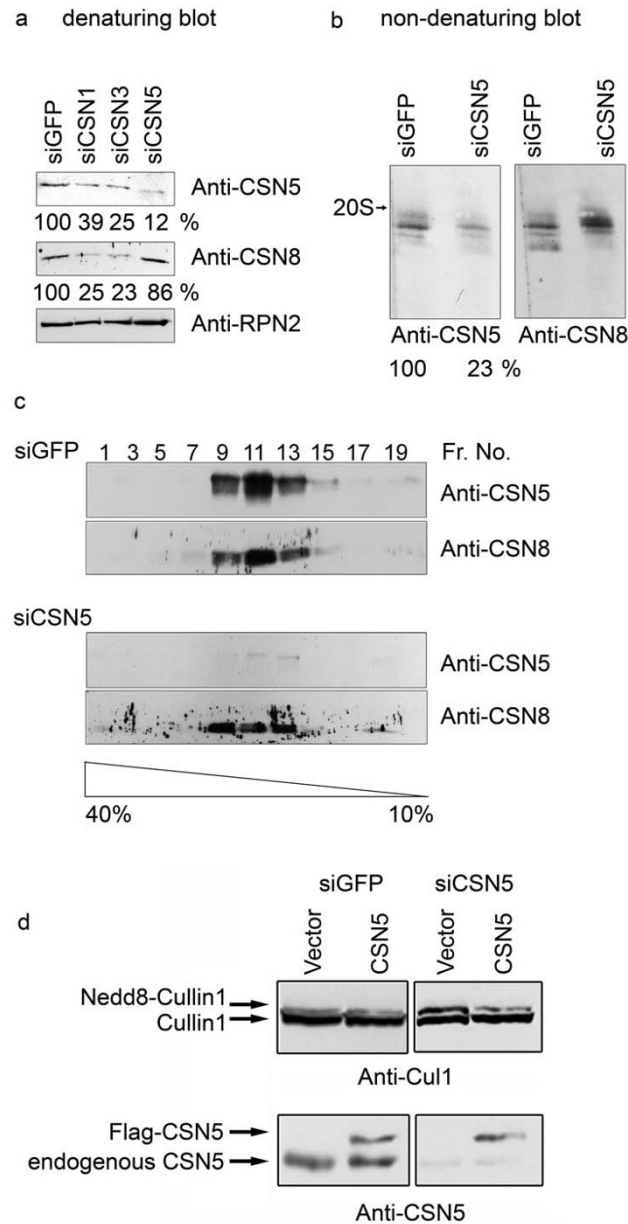 a denaturing blot
siGFP siCSN1 siCSN3 siCSN5
Anti-CSN5
100 39 25 12 %
Anti-CSN8
100 25 23 86 %
Anti-RPN2
b non-denaturing blot
siGFP siCSN5 siGFP siCSN5
20S
Anti-CSN5 Anti-CSN8
100 23 %
c
siGFP 1 3 5 7 9 11 13 15 17 19 Fr. No.
Anti-CSN5
Anti-CSN8
siCSN5
Anti-CSN5
Anti-CSN8
40% 10%
d
siGFP siCSN5
Vector CSN5 Vector CSN5
Nedd8-Cullin1
Cullin1
Anti-Cul1
Flag-CSN5
endogenous CSN5
Anti-CSN5